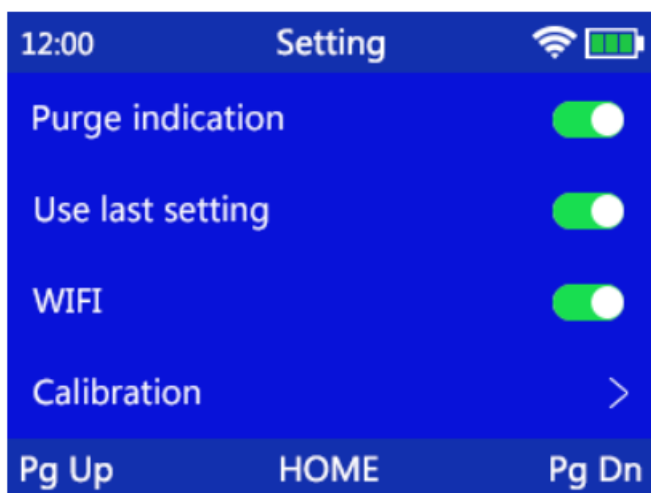 12:00 Setting
Purge indication
Use last setting
WIFI
Calibration
Pg Up HOME Pg Dn